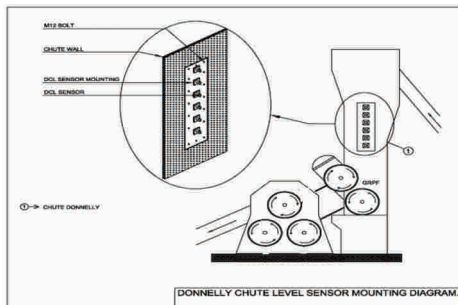 M12 BOLT
CHUTE WALL
DCL SENSOR MOUNTING
DCL SENSOR
1
GRPF
1 → CHUTE DONNELLY
DONNELLY CHUTE LEVEL SENSOR MOUNTING DIAGRAM.